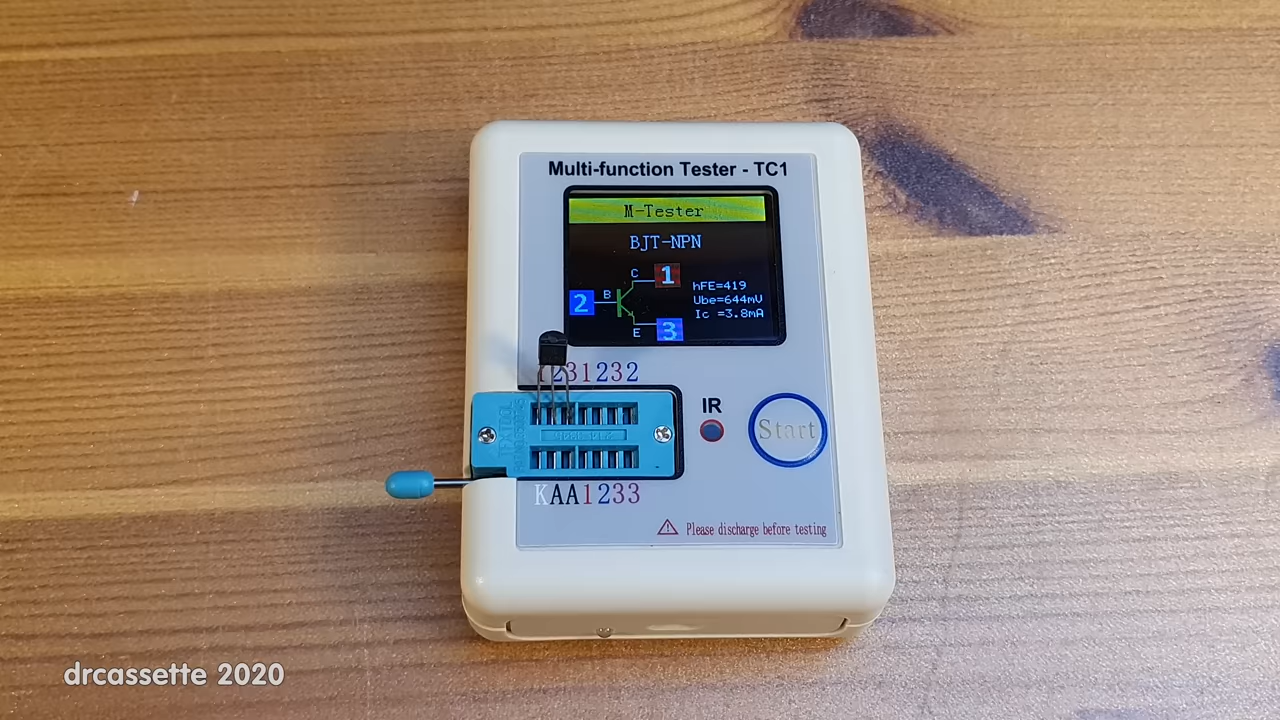 Multi-function Tester - TC1
M-Tester
BJT-NPN
C 1
hFE=419
2 B
Ube=644mV
Ic =3.8mA
E 3
1231232
IR
Start
KAA1233
Please discharge before testing
drcassette 2020